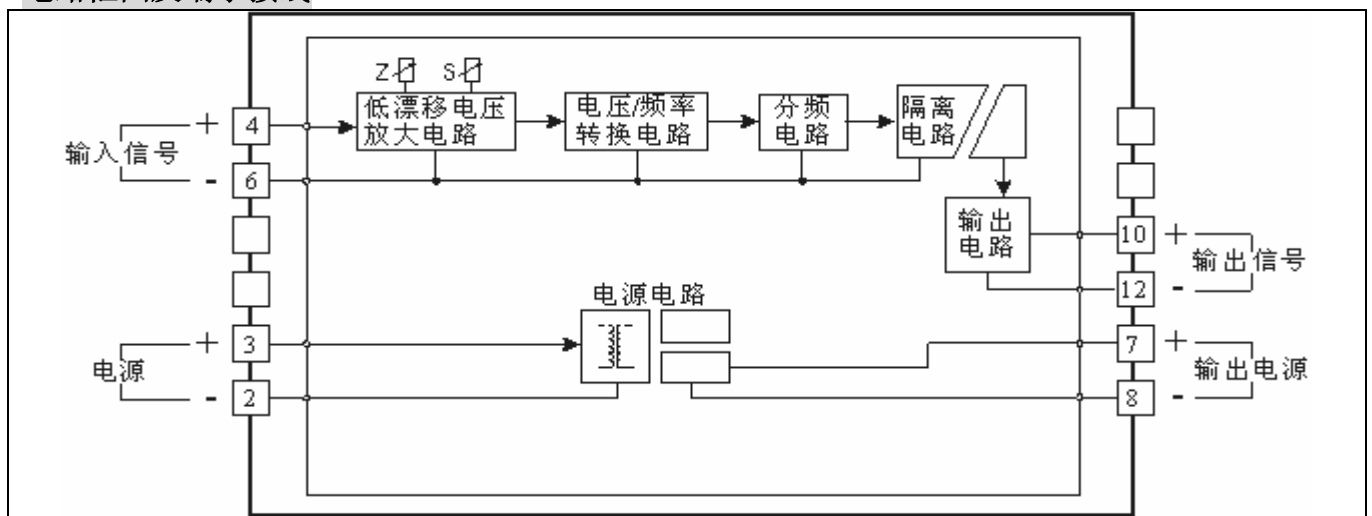 Z S
低漂移电压
放大电路
电压/频率
转换电路
分频
电路
隔离
电路
输入信号
+ 4
- 6
输出
电路
10 +
12 -
输出信号
电源电路
电源
+ 3
- 2
7 +
8 -
输出电源